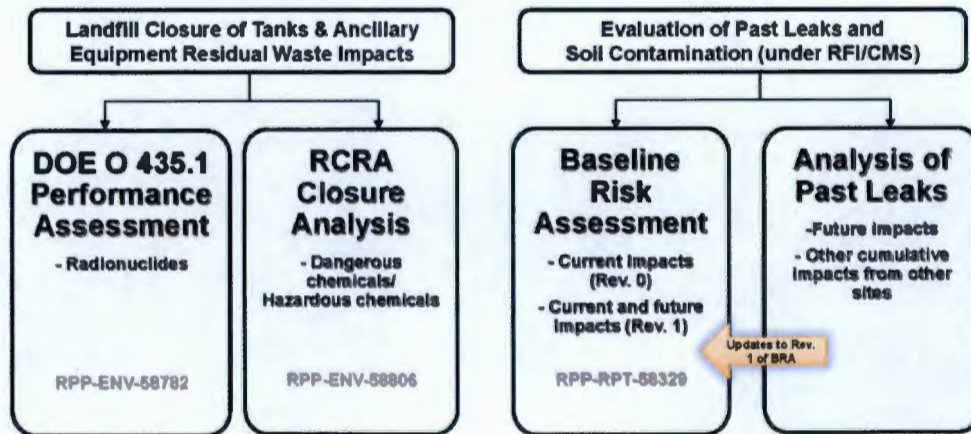 Landfill Closure of Tanks & Ancillary
Equipment Residual Waste Impacts
Evaluation of Past Leaks and
Soil Contamination (under RFI/CMS)
DOE O 435.1
Performance
Assessment
- Radionuclides
RPP-ENV-58782
RCRA
Closure
Analysis
- Dangerous
chemicals/
Hazardous chemicals
RPP-ENV-58806
Baseline
Risk
Assessment
- Current Impacts
(Rev. 0)
- Current and future
impacts (Rev. 1)
RPP-RPT-58329
Analysis of
Past Leaks
-Future impacts
- Other cumulative
impacts from other
sites
Updates to Rev.
1 of BRA